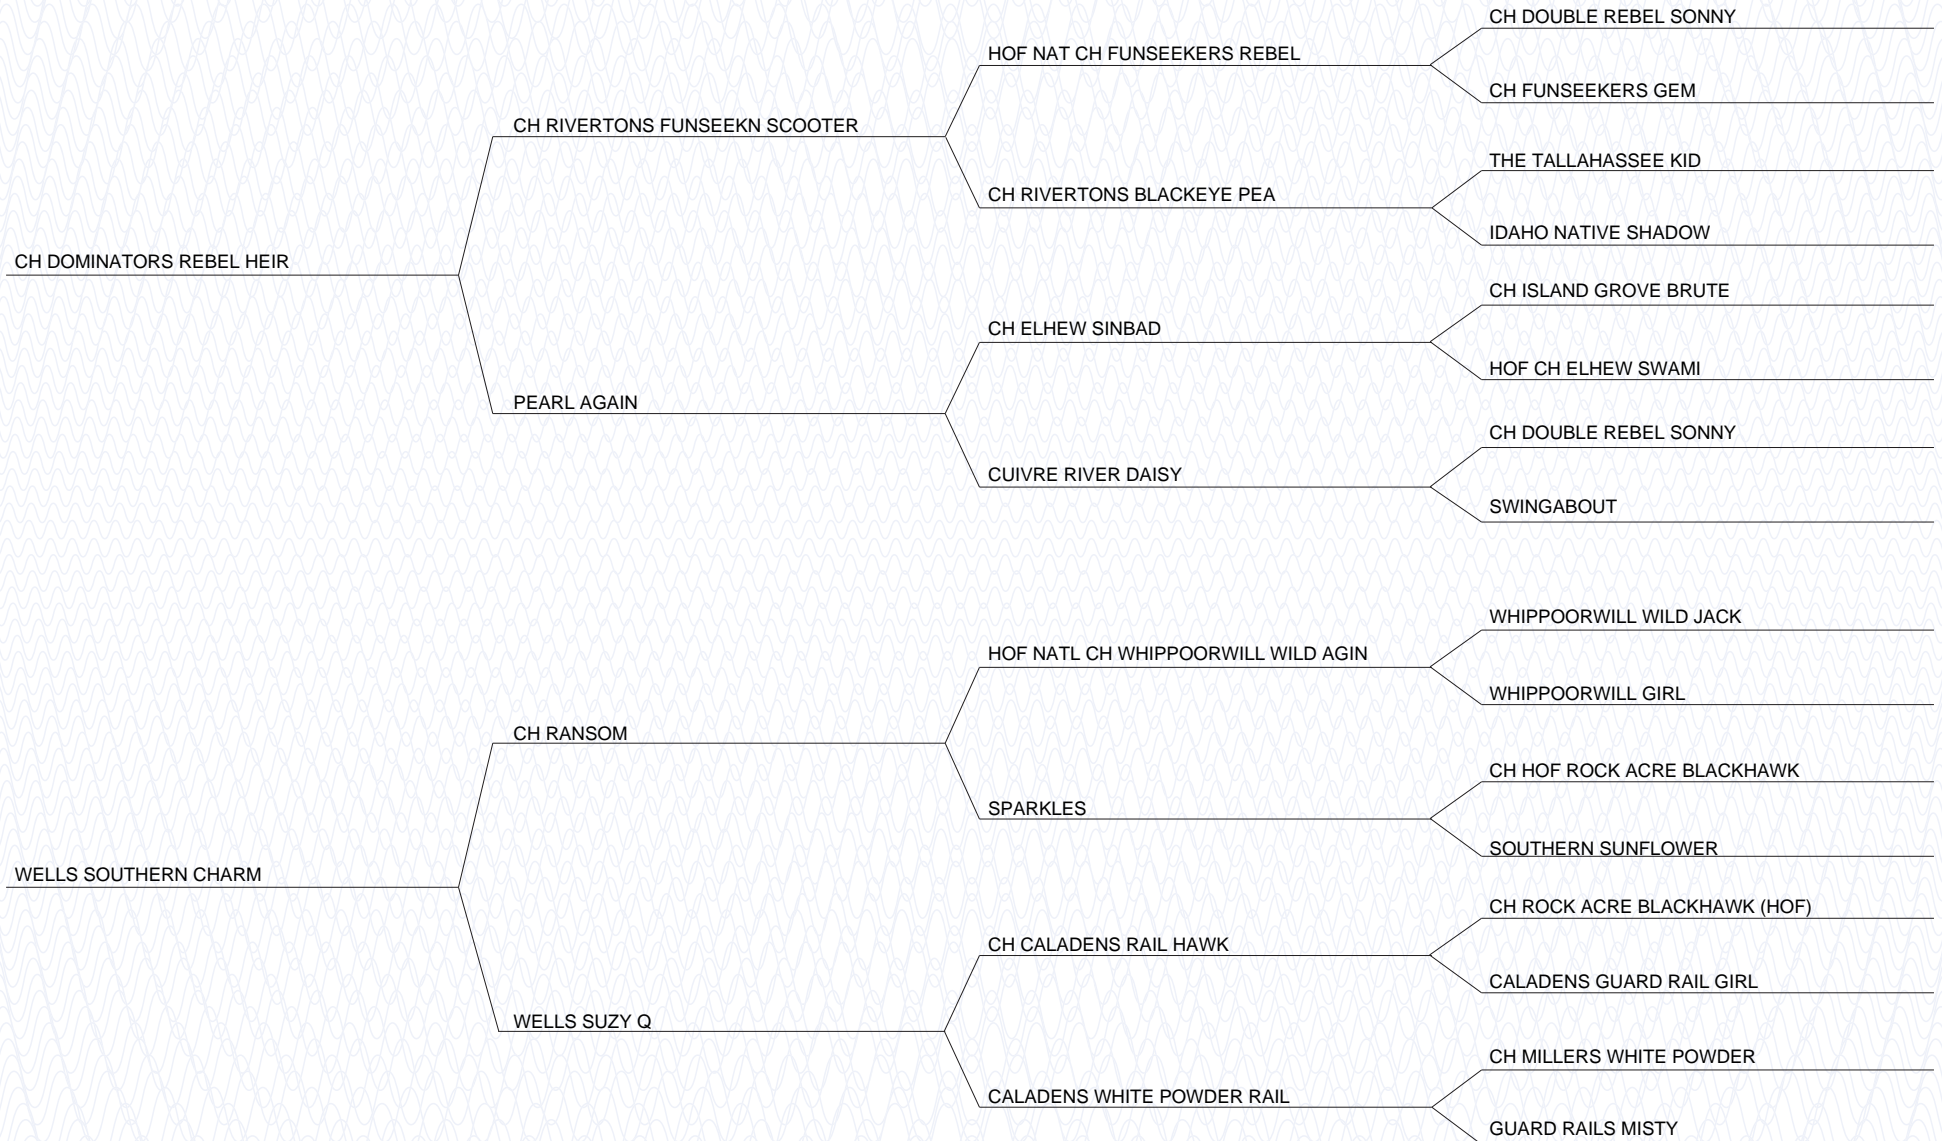 CH DOUBLE REBEL SONNY
HOF NAT CH FUNSEEKERS REBEL
CH FUNSEEKERS GEM
CH RIVERTONS FUNSEEKN SCOOTER
THE TALLAHASSEE KID
CH RIVERTONS BLACKEYE PEA
IDAHO NATIVE SHADOW
CH DOMINATORS REBEL HEIR
CH ISLAND GROVE BRUTE
CH ELHEW SINBAD
HOF CH ELHEW SWAMI
PEARL AGAIN
CH DOUBLE REBEL SONNY
CUIVRE RIVER DAISY
SWINGABOUT
WHIPPOORWILL WILD JACK
HOF NATL CH WHIPPOORWILL WILD AGIN
WHIPPOORWILL GIRL
CH RANSOM
CH HOF ROCK ACRE BLACKHAWK
SPARKLES
SOUTHERN SUNFLOWER
WELLS SOUTHERN CHARM
CH ROCK ACRE BLACKHAWK (HOF)
CH CALADENS RAIL HAWK
CALADENS GUARD RAIL GIRL
WELLS SUZY Q
CH MILLERS WHITE POWDER
CALADENS WHITE POWDER RAIL
GUARD RAILS MISTY